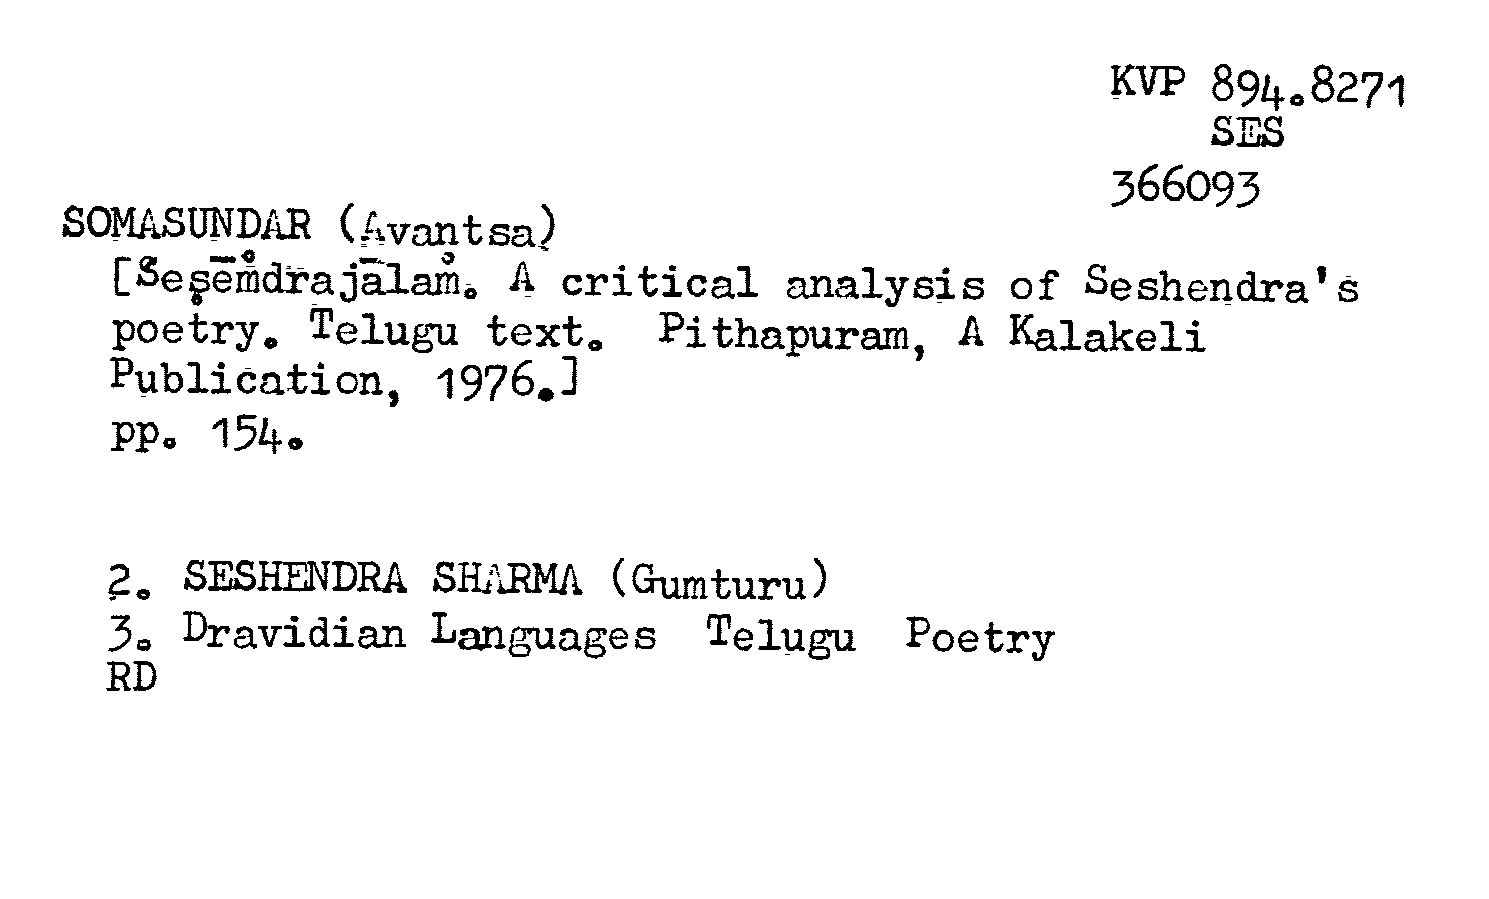 KVP 894.8271
SES
366093
SOMASUNDAR (Avantsa)
[Seṣēṁdrajālaṁ. A critical analysis of Seshendra's
poetry. Telugu text. Pithapuram, A Kalakeli
Publication, 1976.]
pp. 154.
2. SESHENDRA SHARMA (Gumturu)
3. Dravidian Languages Telugu Poetry
RD